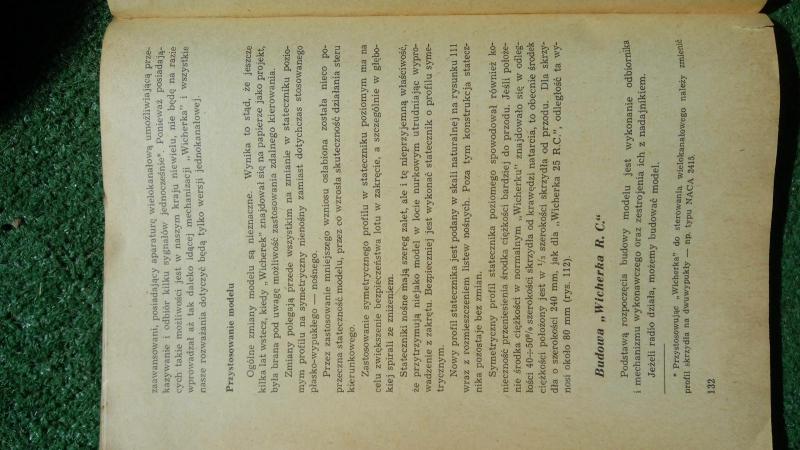 zaawansowani, posiadający aparaturę wielokanałową umożliwiającą prze-
kazywanie i odbiór kilku sygnałów jednocześnie*. Ponieważ posiadają-
cych takie możliwości jest w naszym kraju niewielu, nie będę na razie
wprowadzał aż tak daleko idącej mechanizacji „Wicherka" i wszystkie
nasze rozważania dotyczyć będą tylko wersji jednokanałowej.
Przystosowanie modelu
Ogólne zmiany modelu są nieznaczne. Wynika to stąd, że jeszcze
kilka lat wstecz, kiedy „Wicherek" znajdował się na papierze jako projekt,
była brana pod uwagę możliwość zastosowania zdalnego kierowania.
Zmiany polegają przede wszystkim na zmianie w stateczniku pozio-
mym profilu na symetryczny nienośny zamiast dotychczas stosowanego
płasko-wypukłego — nośnego.
Przez zastosowanie mniejszego wzniosu osłabiona została nieco po-
przeczna stateczność modelu, przez co wzrosła skuteczność działania steru
kierunkowego.
Zastosowanie symetrycznego profilu w stateczniku poziomym ma na
celu zwiększenie bezpieczeństwa lotu w zakręcie, a szczególnie w głębo-
kiej spirali ze zniżeniem.
Stateczniki nośne mają szereg zalet, ale i tę nieprzyjemną właściwość,
że przytrzymują niejako model w locie nurkowym utrudniając wypro-
wadzenie z zakrętu. Bezpieczniej jest wykonać statecznik o profilu syme-
trycznym.
Nowy profil statecznika jest podany w skali naturalnej na rysunku 111
wraz z rozmieszczeniem listew nośnych. Poza tym konstrukcja statecz-
nika pozostaje bez zmian.
Symetryczny profil statecznika poziomego spowodował również ko-
nieczność przeniesienia środka ciężkości bardziej do przodu. Jeśli położe-
nie środka ciężkości w normalnym „Wicherku" znajdowało się w odleg-
łości 40÷50% szerokości skrzydła od krawędzi natarcia, to obecnie środek
ciężkości położony jest w ⅓ szerokości skrzydła od przodu. Dla skrzy-
dła o szerokości 240 mm, jak dla „Wicherka 25 R.C.", odległość ta wy-
nosi około 80 mm (rys. 112).
Budowa „Wicherka R. C."
Podstawą rozpoczęcia budowy modelu jest wykonanie odbiornika
i mechanizmu wykonawczego oraz zestrojenia ich z nadajnikiem.
Jeżeli radio działa, możemy budować model.
* Przystosowując „Wicherka" do sterowania wielokanałowego należy zmienić
profil skrzydła na dwuwypukły — np. typu NACA 2415.
132